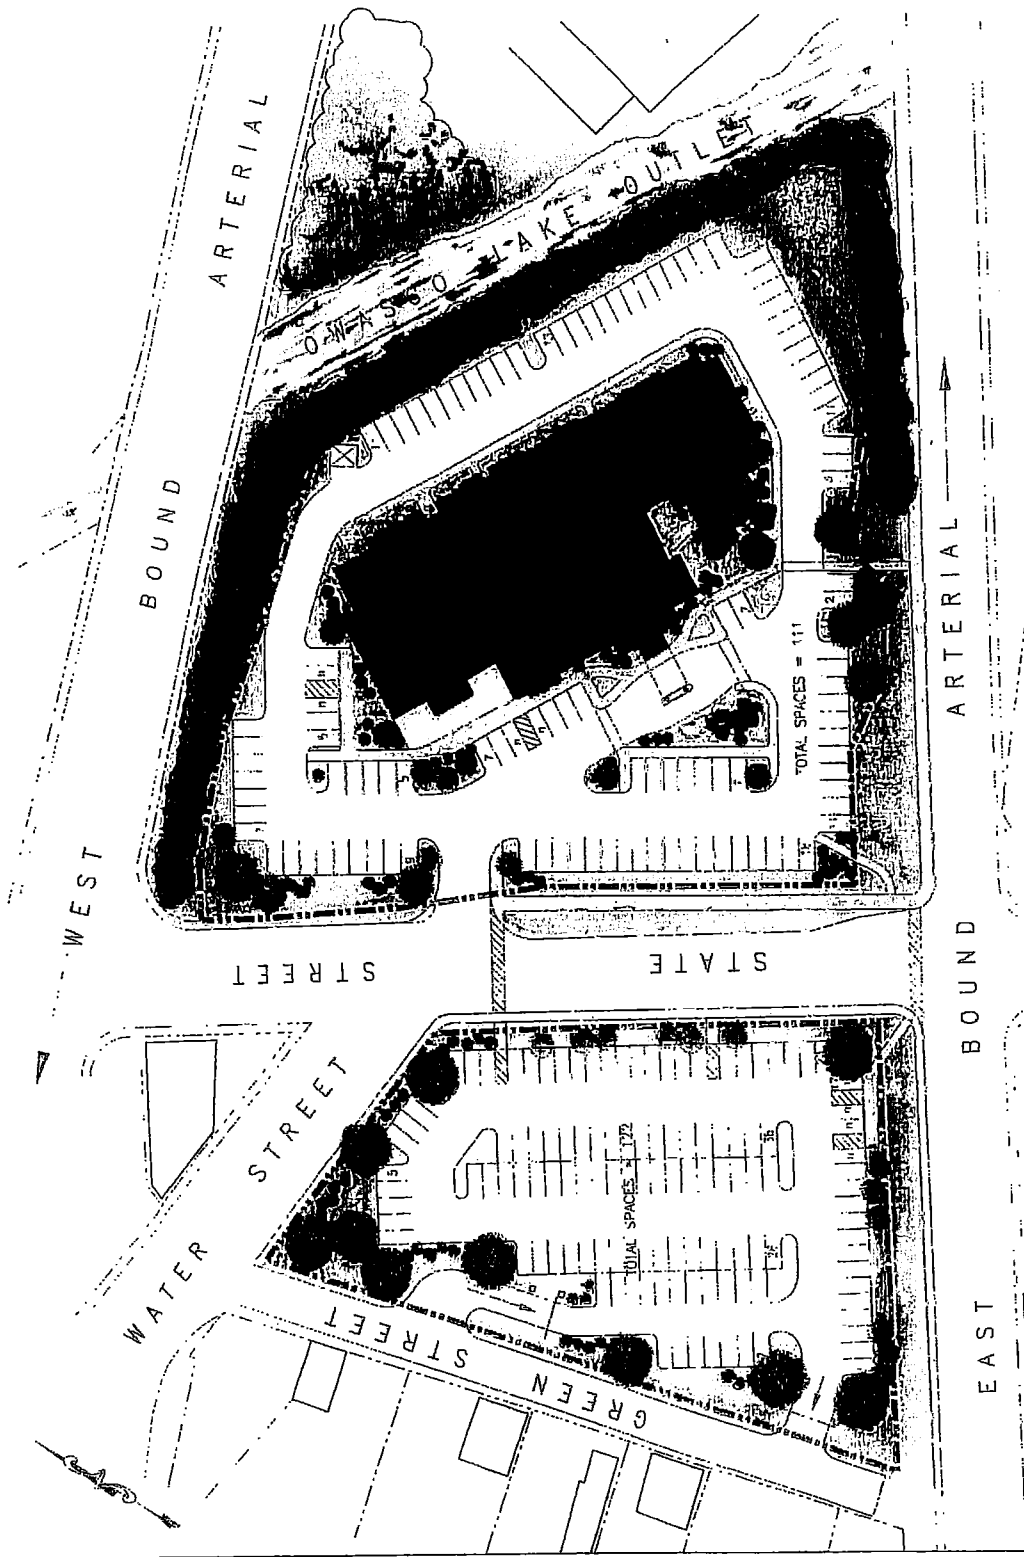 WEST BOUND ARTERIAL
OWASCO LAKE OUTLET
EAST BOUND ARTERIAL
TOTAL SPACES = 111
STATE STREET
WATER STREET
TOTAL SPACES = 122
GREEN STREET